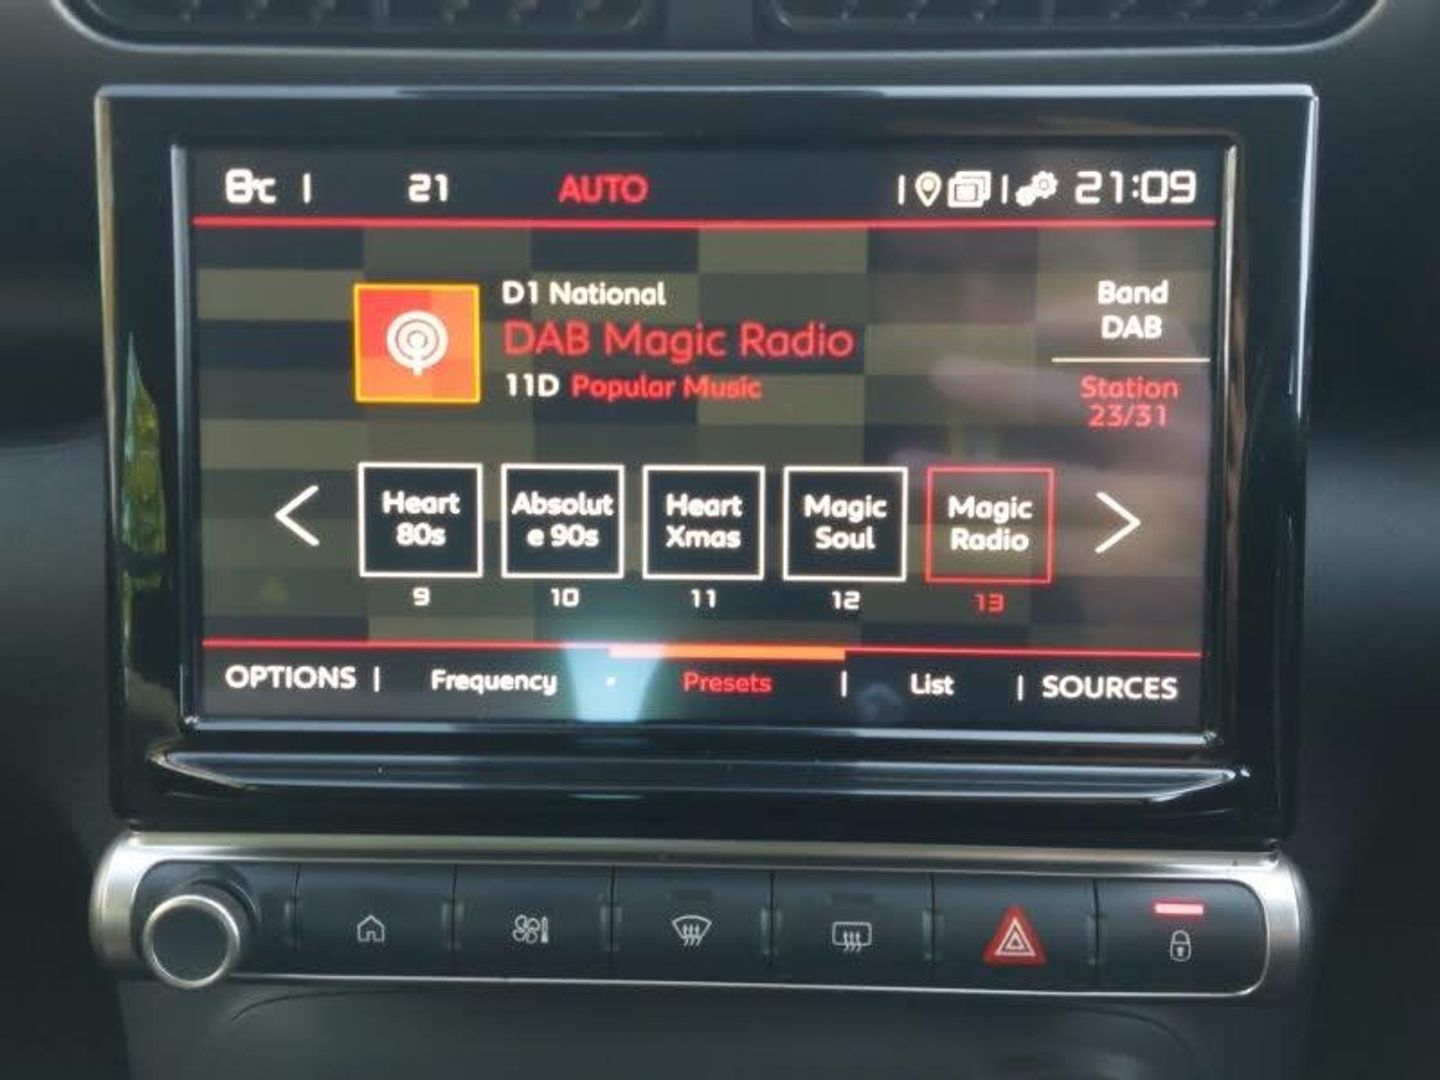 8°C | 21 AUTO | | 21:09
D1 National
DAB Magic Radio
11D Popular Music
Band
DAB
Station
23/31
Heart
80s
Absolut
e 90s
Heart
Xmas
Magic
Soul
Magic
Radio
9 10 11 12 13
OPTIONS | Frequency Presets | List | SOURCES